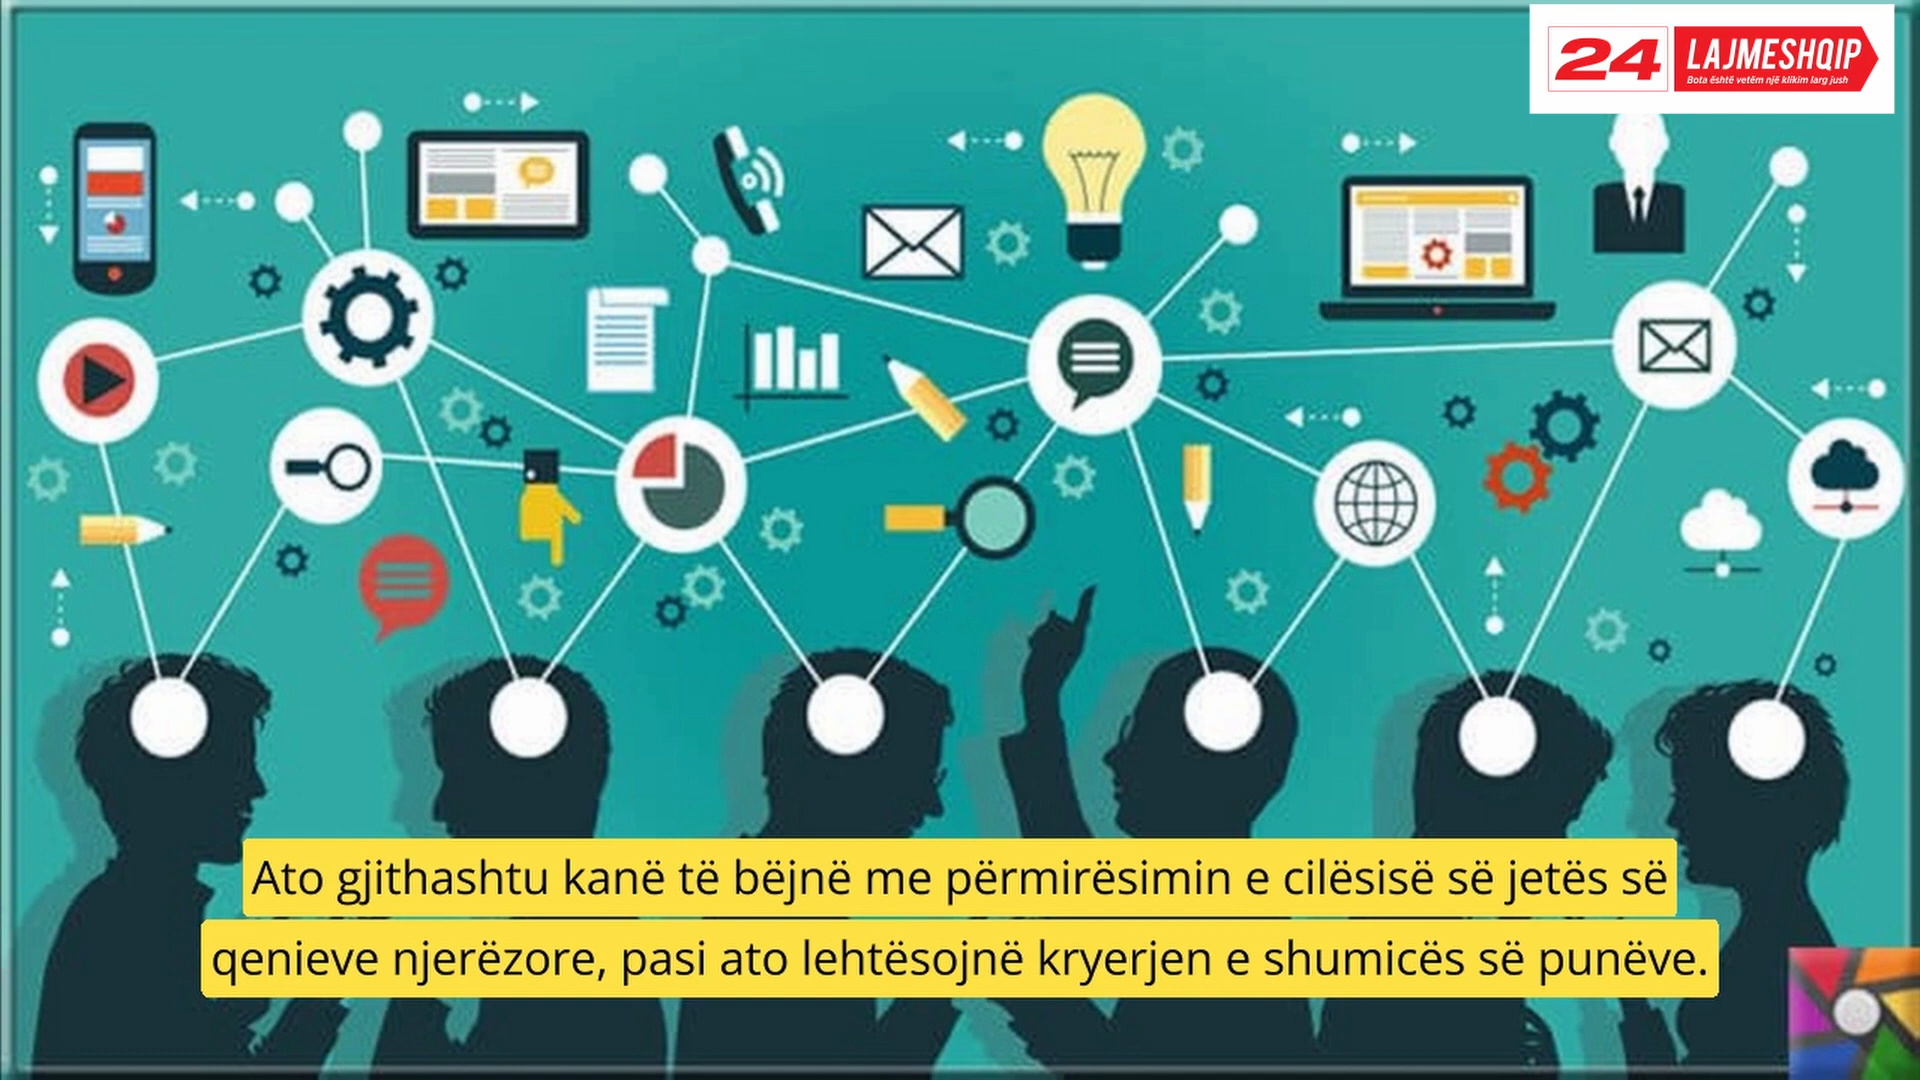 24 LAJMESHQIP
Bota është vetëm një klikim larg jush
Ato gjithashtu kanë të bëjnë me përmirësimin e cilësisë së jetës së
qenieve njerëzore, pasi ato lehtësojnë kryerjen e shumicës së punëve.